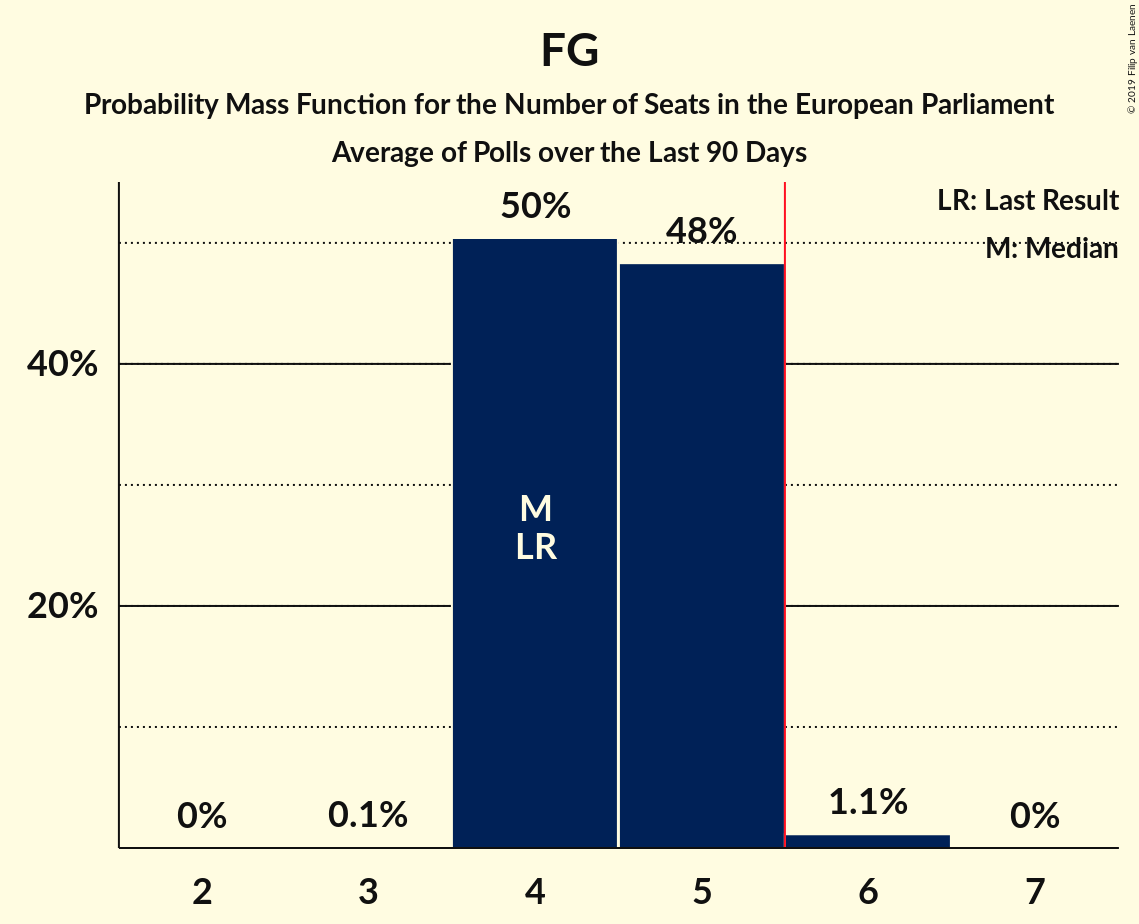 FG
Probability Mass Function for the Number of Seats in the European Parliament
Average of Polls over the Last 90 Days
© 2019 Filip van Laenen
LR: Last Result
M: Median
50%
48%
40%
M
LR
20%
0%
0.1%
1.1%
0%
2
3
4
5
6
7